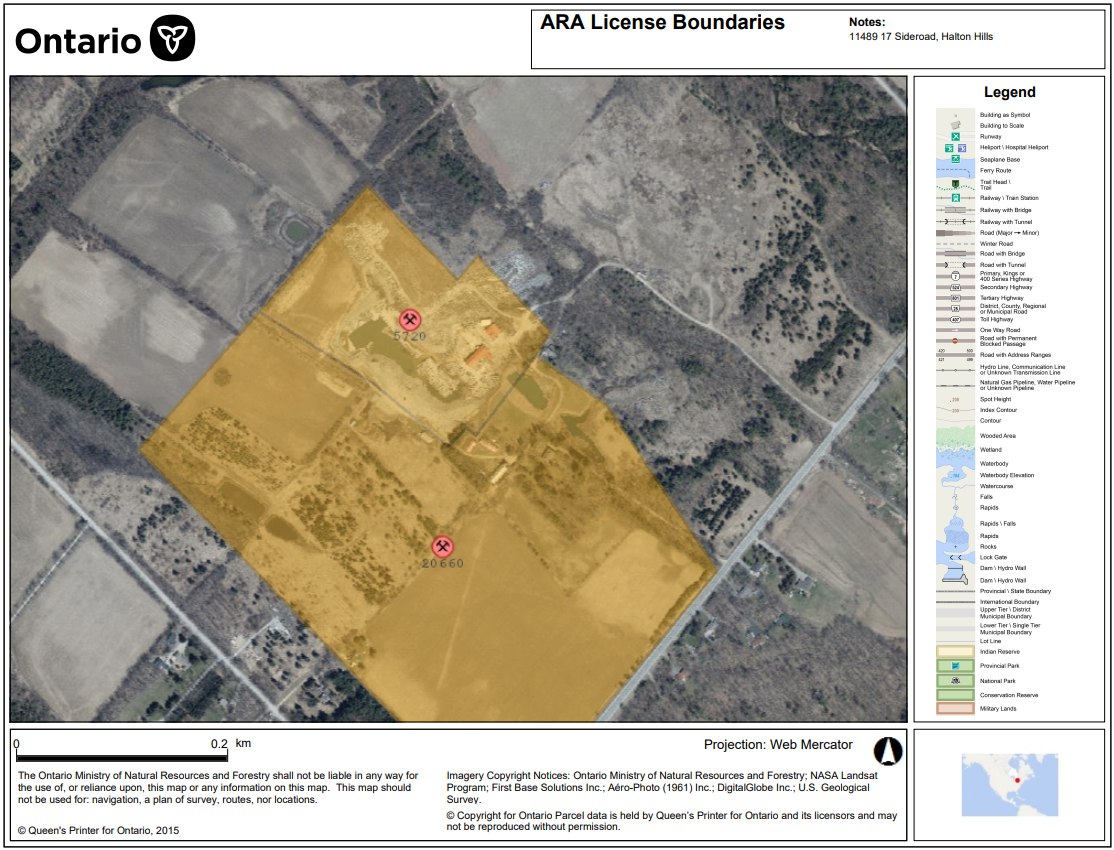 Ontario
ARA License Boundaries
Notes:
11489 17 Sideroad, Halton Hills
5720
20660
Legend
Building as Symbol
Building to Scale
Runway
Heliport \ Hospital Heliport
Seaplane Base
Ferry Route
Trail Head \
Trail
Railway \ Train Station
Railway with Bridge
Railway with Tunnel
Road (Major → Minor)
Winter Road
Road with Bridge
Road with Tunnel
Primary, Kings or
400 Series Highway
Secondary Highway
Tertiary Highway
District, County, Regional
or Municipal Road
Toll Highway
One Way Road
Road with Permanent
Blocked Passage
Road with Address Ranges
Hydro Line, Communication Line
or Unknown Transmission Line
Natural Gas Pipeline, Water Pipeline
or Unknown Pipeline
Spot Height
Index Contour
Contour
Wooded Area
Wetland
Waterbody
Waterbody Elevation
Watercourse
Falls
Rapids
Rapids \ Falls
Rapids
Rocks
Lock Gate
Dam \ Hydro Wall
Dam \ Hydro Wall
Provincial \ State Boundary
International Boundary
Upper Tier \ District
Municipal Boundary
Lower Tier \ Single Tier
Municipal Boundary
Lot Line
Indian Reserve
Provincial Park
National Park
Conservation Reserve
Military Lands
0 0.2 km
Projection: Web Mercator
The Ontario Ministry of Natural Resources and Forestry shall not be liable in any way for
the use of, or reliance upon, this map or any information on this map. This map should
not be used for: navigation, a plan of survey, routes, nor locations.
© Queen's Printer for Ontario, 2015
Imagery Copyright Notices: Ontario Ministry of Natural Resources and Forestry; NASA Landsat
Program; First Base Solutions Inc.; Aéro-Photo (1961) Inc.; DigitalGlobe Inc.; U.S. Geological
Survey.
© Copyright for Ontario Parcel data is held by Queen's Printer for Ontario and its licensors and may
not be reproduced without permission.